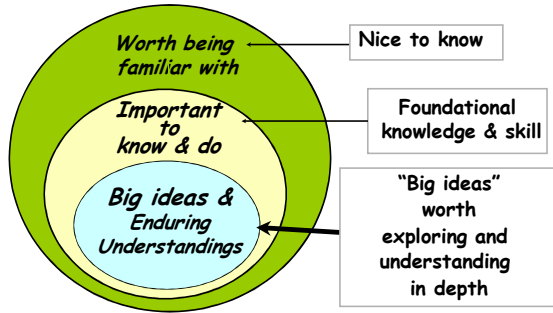 Worth being
familiar with
Nice to know
Important
to
know & do
Foundational
knowledge & skill
Big ideas &
Enduring
Understandings
“Big ideas”
worth
exploring and
understanding
in depth